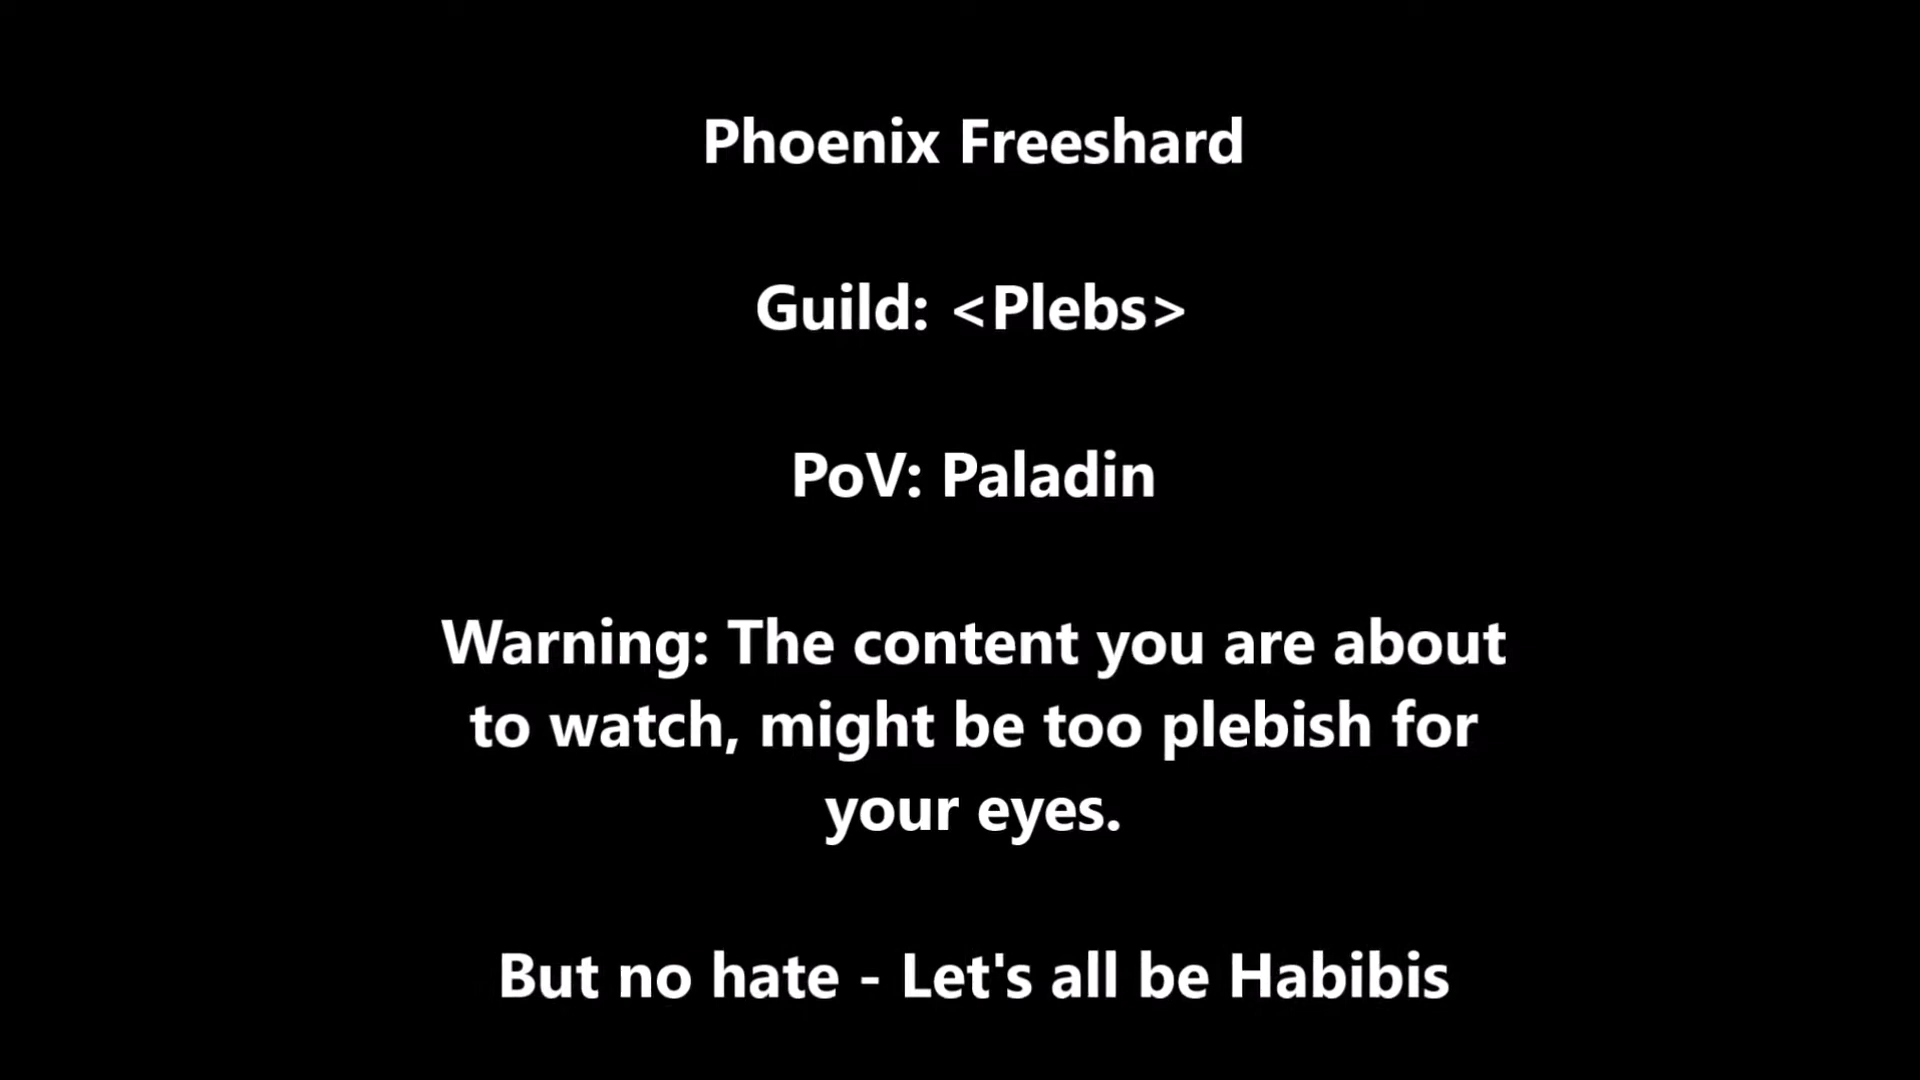 Phoenix Freeshard
Guild: <Plebs>
PoV: Paladin
Warning: The content you are about
to watch, might be too plebish for
your eyes.
But no hate - Let's all be Habibis